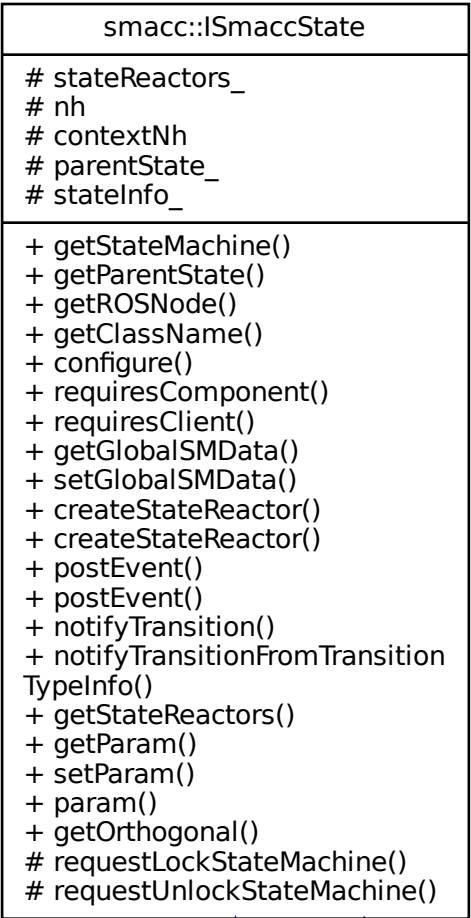 smacc::ISmaccState
# stateReactors_
# nh
# contextNh
# parentState_
# stateInfo_
+ getStateMachine()
+ getParentState()
+ getROSNode()
+ getClassName()
+ configure()
+ requiresComponent()
+ requiresClient()
+ getGlobalSMData()
+ setGlobalSMData()
+ createStateReactor()
+ createStateReactor()
+ postEvent()
+ postEvent()
+ notifyTransition()
+ notifyTransitionFromTransition
TypeInfo()
+ getStateReactors()
+ getParam()
+ setParam()
+ param()
+ getOrthogonal()
# requestLockStateMachine()
# requestUnlockStateMachine()